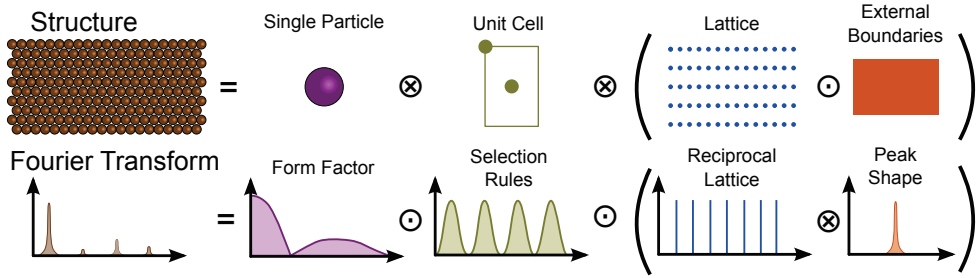 Structure
Single Particle
Unit Cell
Lattice
External
Boundaries
=
⊗
⊗
(
⊙
)
Fourier Transform
Form Factor
Selection
Rules
Reciprocal
Lattice
Peak
Shape
=
⊙
⊙
(
⊗
)